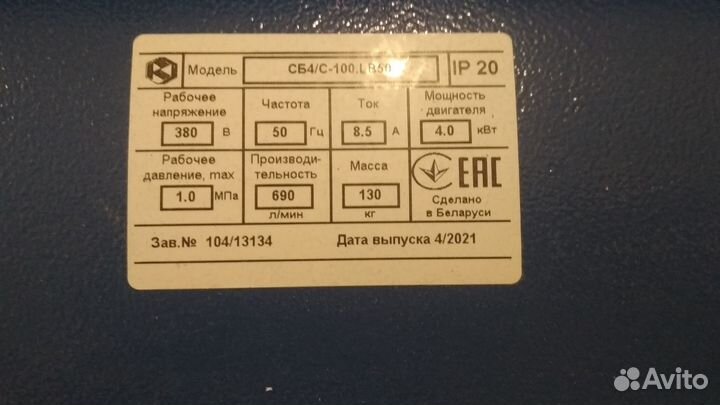 Модель СБ4/С-100.LB50 IP 20
Рабочее напряжение 380 В
Частота 50 Гц
Ток 8.5 А
Мощность двигателя 4.0 кВт
Рабочее давление, max 1.0 МПа
Производи-
тельность 690 л/мин
Масса 130 кг
ЕАС
Сделано
в Беларуси
Зав.№ 104/13134 Дата выпуска 4/2021
Avito